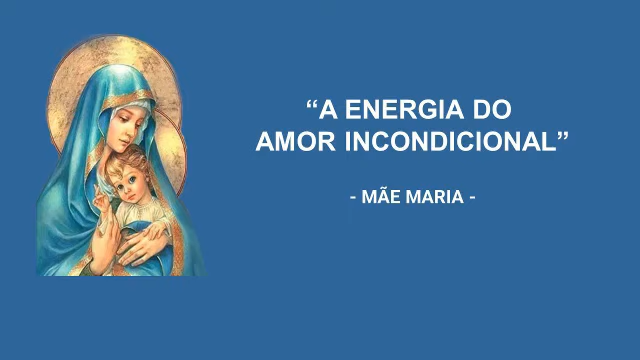 “A ENERGIA DO
AMOR INCONDICIONAL”
- MÃE MARIA -